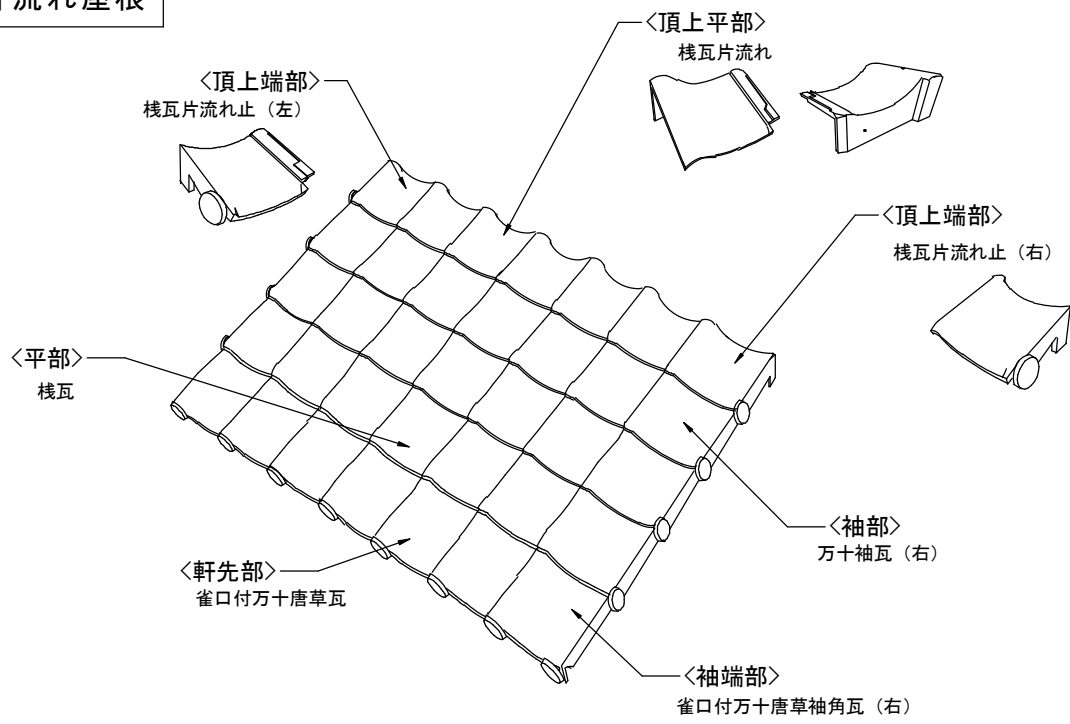 流れ屋根
〈頂上平部〉
桟瓦片流れ
〈頂上端部〉
桟瓦片流れ止（左）
〈頂上端部〉
桟瓦片流れ止（右）
〈平部〉
桟瓦
〈袖部〉
万十袖瓦（右）
〈軒先部〉
雀口付万十唐草瓦
〈袖端部〉
雀口付万十唐草袖角瓦（右）